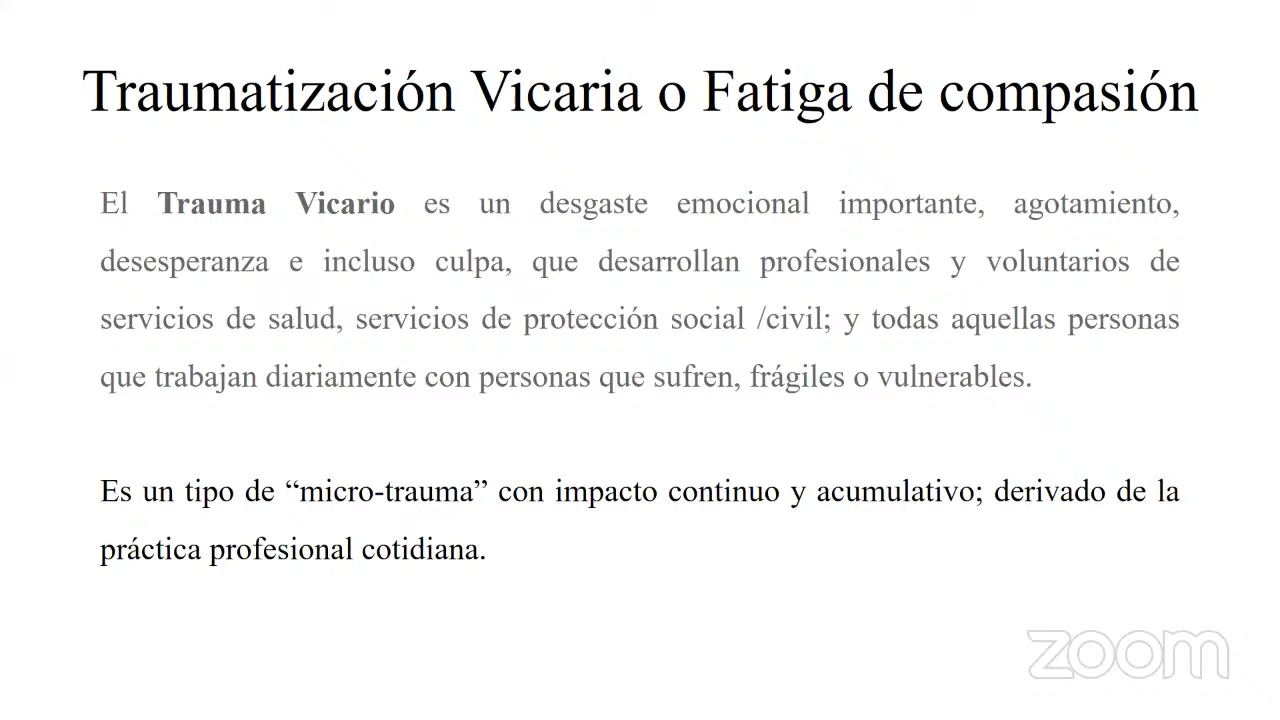 Traumatización Vicaria o Fatiga de compasión
El Trauma Vicario es un desgaste emocional importante, agotamiento,
desesperanza e incluso culpa, que desarrollan profesionales y voluntarios de
servicios de salud, servicios de protección social /civil; y todas aquellas personas
que trabajan diariamente con personas que sufren, frágiles o vulnerables.
Es un tipo de “micro-trauma” con impacto continuo y acumulativo; derivado de la
práctica profesional cotidiana.
zoom